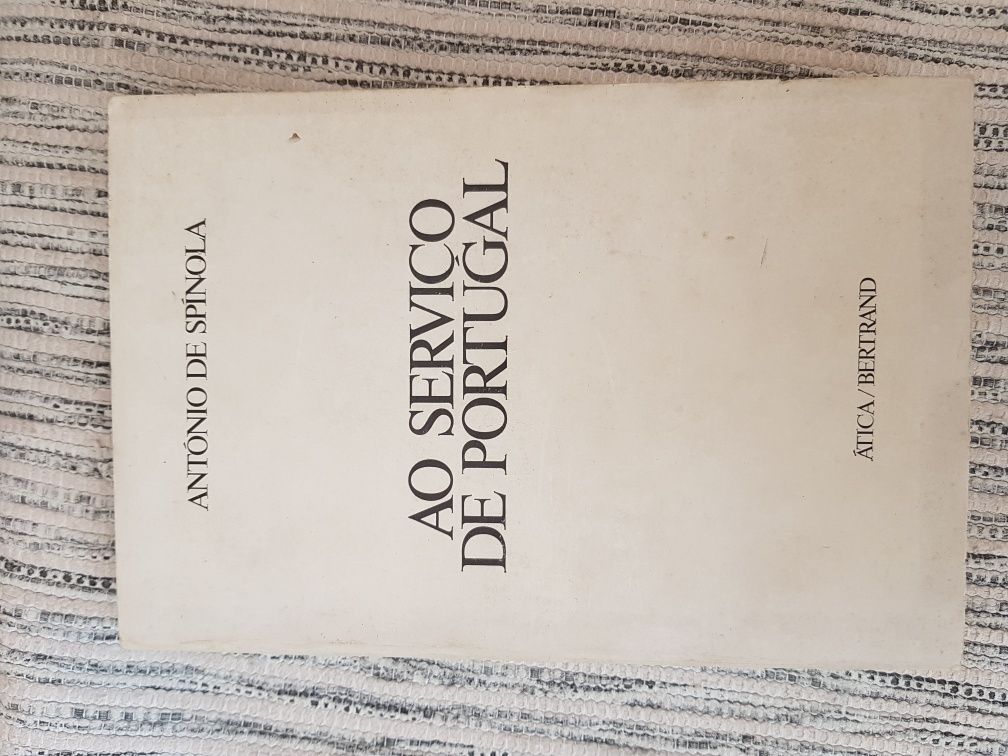 ANTÓNIO DE SPÍNOLA
AO SERVIÇO
DE PORTUGAL
ÁTICA/BERTRAND